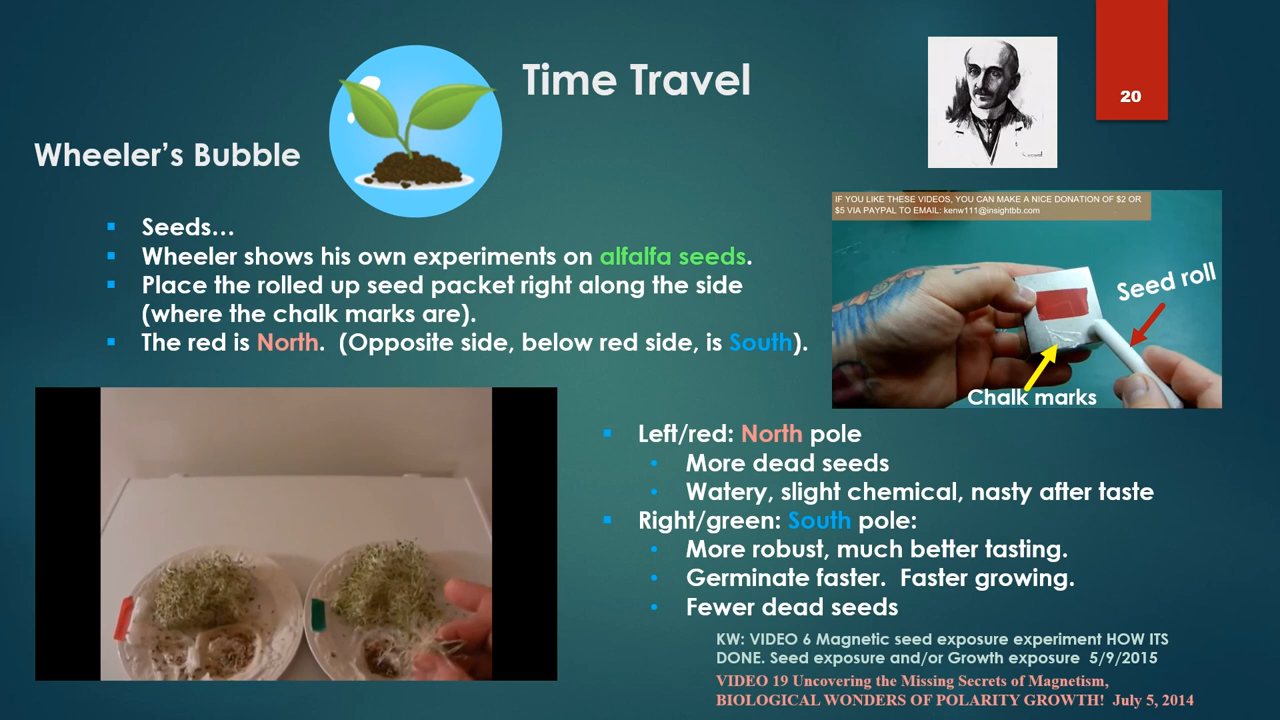 Time Travel
20
Wheeler's Bubble
Seeds…
Wheeler shows his own experiments on alfalfa seeds.
Place the rolled up seed packet right along the side
(where the chalk marks are).
The red is North. (Opposite side, below red side, is South).
IF YOU LIKE THESE VIDEOS, YOU CAN MAKE A NICE DONATION OF $2 OR
$5 VIA PAYPAL TO EMAIL: kenw111@insightbb.com
Seed roll
Chalk marks
Left/red: North pole
More dead seeds
Watery, slight chemical, nasty after taste
Right/green: South pole:
More robust, much better tasting.
Germinate faster. Faster growing.
Fewer dead seeds
KW: VIDEO 6 Magnetic seed exposure experiment HOW ITS
DONE. Seed exposure and/or Growth exposure 5/9/2015
VIDEO 19 Uncovering the Missing Secrets of Magnetism,
BIOLOGICAL WONDERS OF POLARITY GROWTH! July 5, 2014